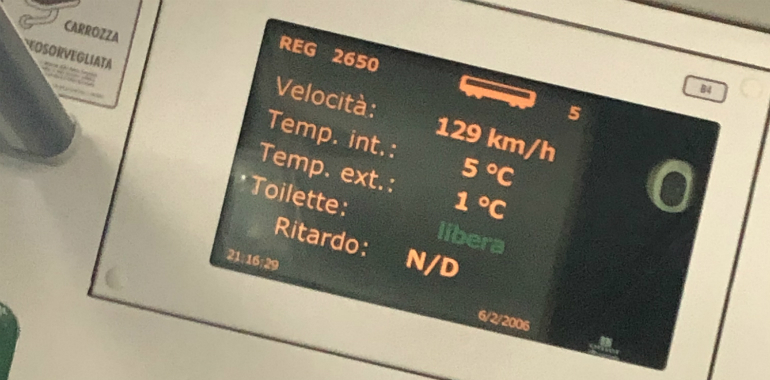 CARROZZA
REG 2650
5
B4
Velocità: 129 km/h
Temp. int.: 5 °C
Temp. ext.: 1 °C
Toilette: libera
Ritardo: N/D
21:16:29
6/2/2006